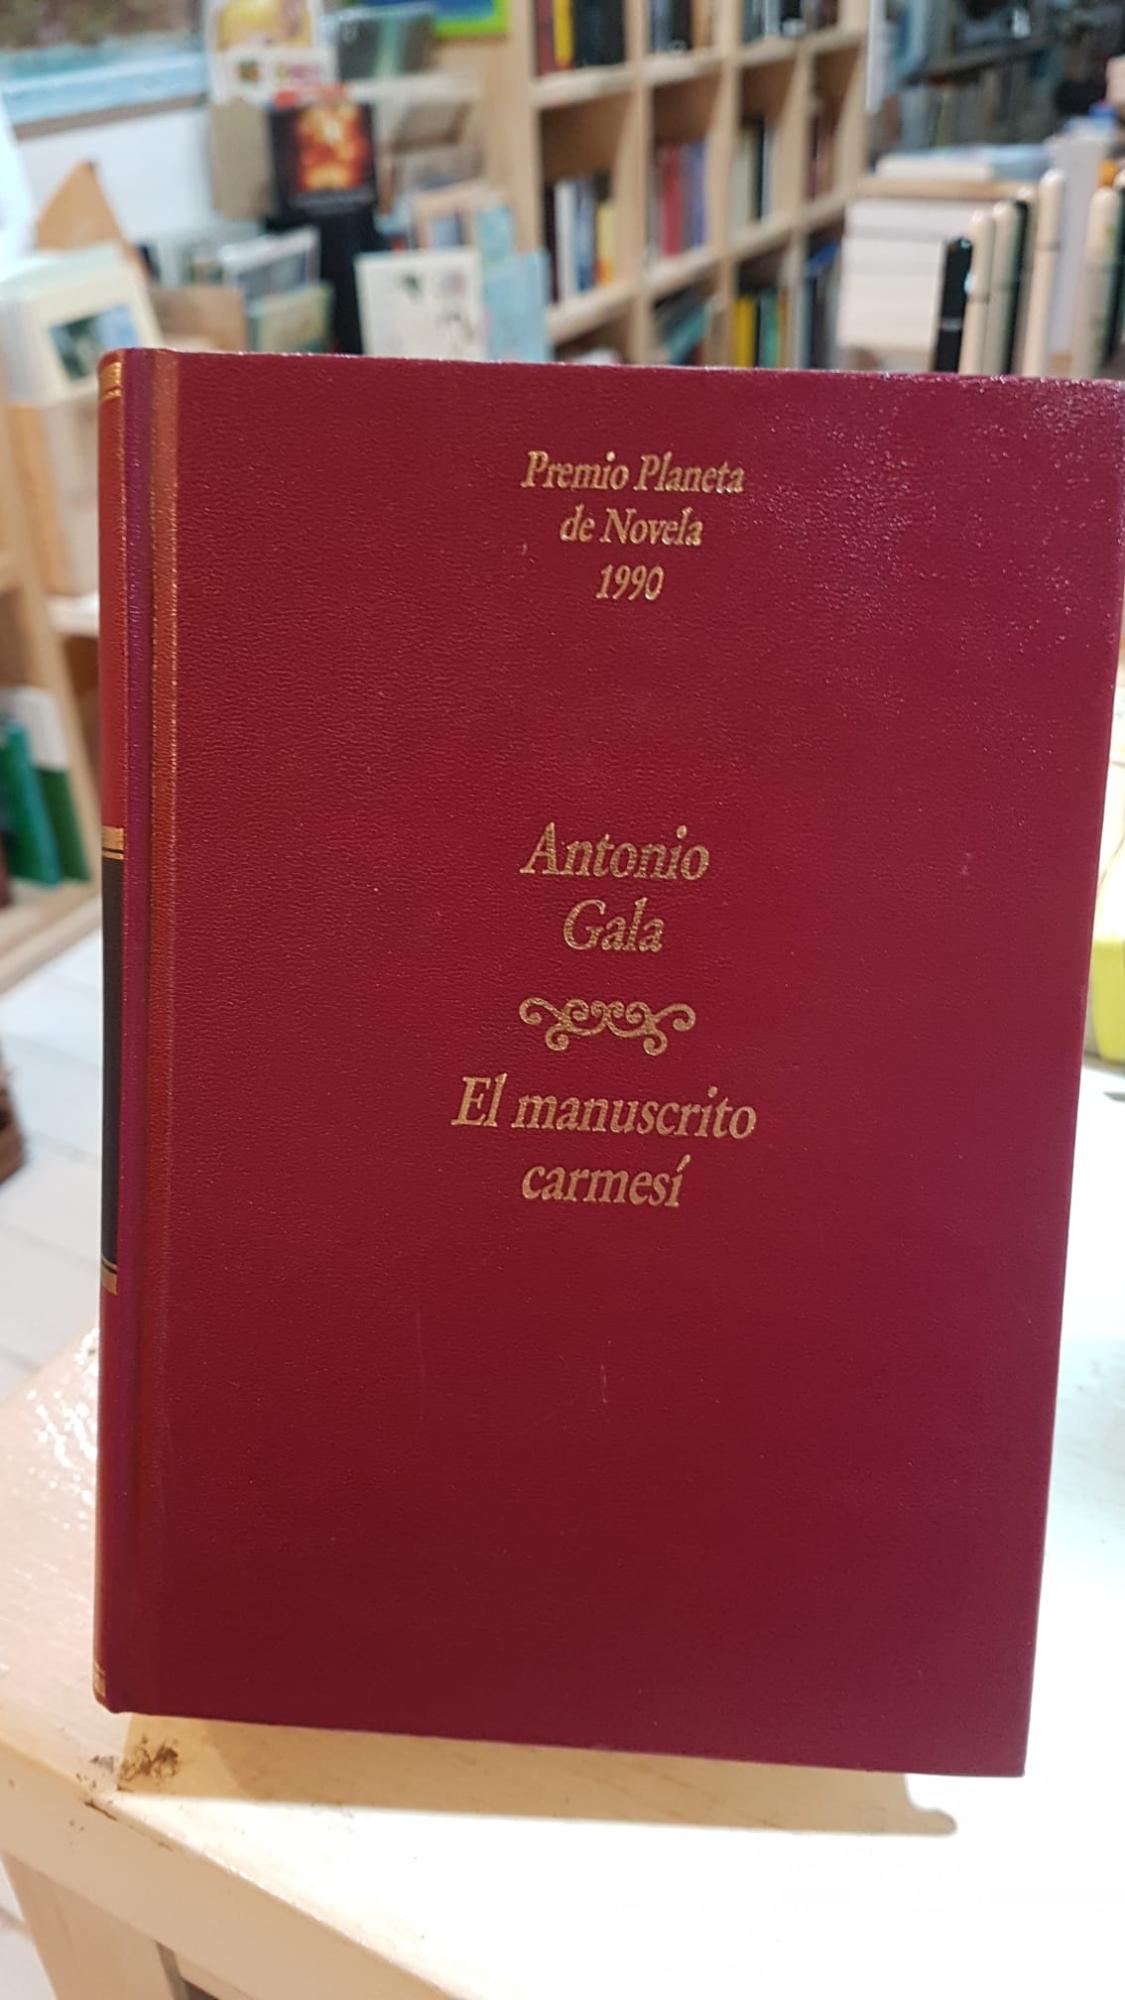 Premio Planeta
de Novela
1990
Antonio
Gala
El manuscrito
carmesí